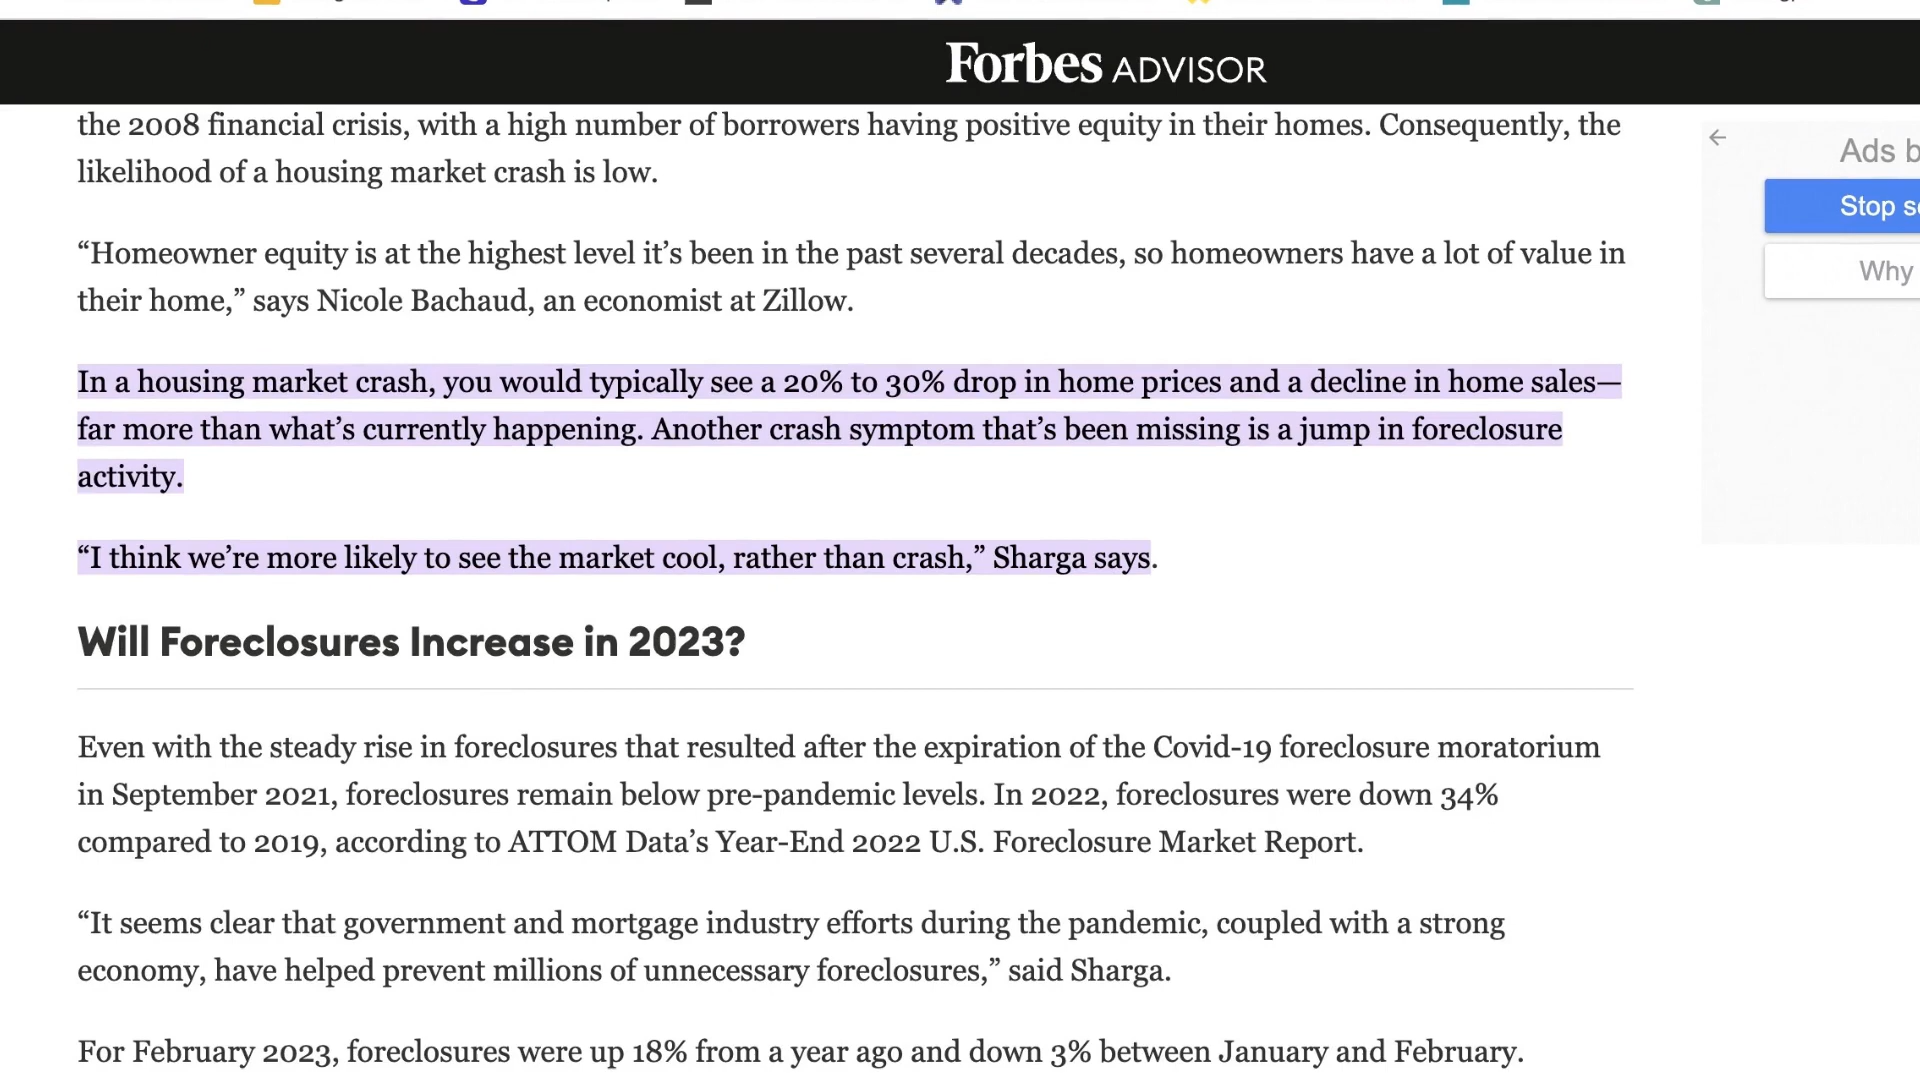 Forbes ADVISOR
the 2008 financial crisis, with a high number of borrowers having positive equity in their homes. Consequently, the
likelihood of a housing market crash is low.
“Homeowner equity is at the highest level it’s been in the past several decades, so homeowners have a lot of value in
their home,” says Nicole Bachaud, an economist at Zillow.
In a housing market crash, you would typically see a 20% to 30% drop in home prices and a decline in home sales—
far more than what’s currently happening. Another crash symptom that’s been missing is a jump in foreclosure
activity.
“I think we’re more likely to see the market cool, rather than crash,” Sharga says.
Will Foreclosures Increase in 2023?
Even with the steady rise in foreclosures that resulted after the expiration of the Covid-19 foreclosure moratorium
in September 2021, foreclosures remain below pre-pandemic levels. In 2022, foreclosures were down 34%
compared to 2019, according to ATTOM Data’s Year-End 2022 U.S. Foreclosure Market Report.
“It seems clear that government and mortgage industry efforts during the pandemic, coupled with a strong
economy, have helped prevent millions of unnecessary foreclosures,” said Sharga.
For February 2023, foreclosures were up 18% from a year ago and down 3% between January and February.
Ads
Stop
Why